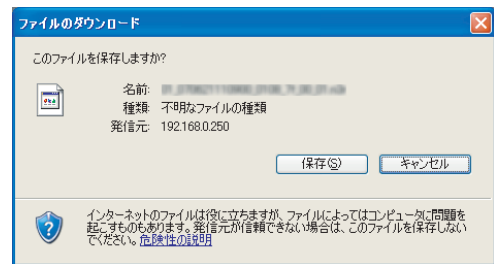 ファイルのダウンロード
このファイルを保存しますか?
名前:
種類: 不明なファイルの種類
発信元: 192.168.0.250
保存(S) キャンセル
インターネットのファイルは役に立ちますが、ファイルによってはコンピュータに問題を
起こすものもあります。発信元が信頼できない場合は、このファイルを保存しない
でください。危険性の説明